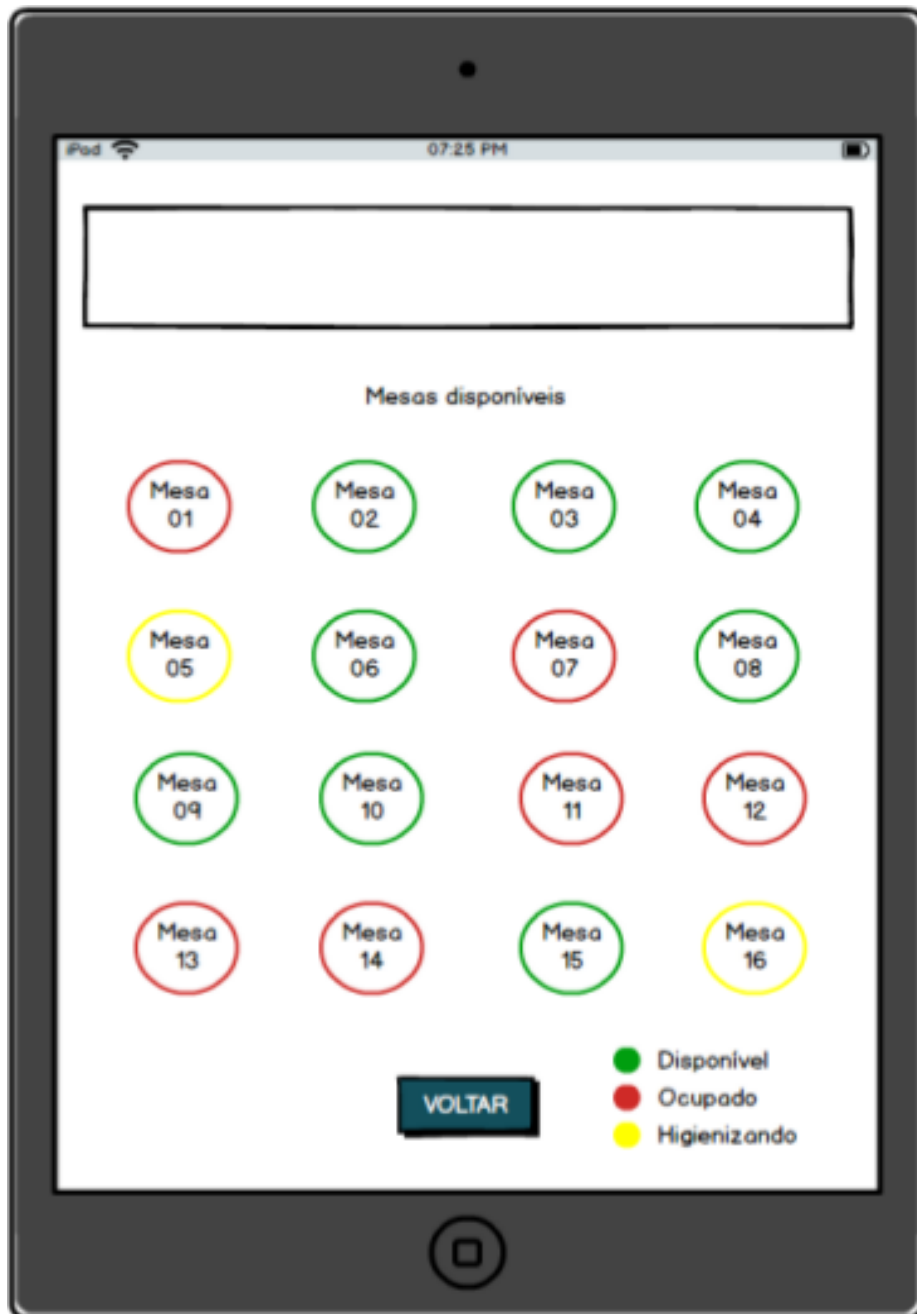 iPad
07:25 PM
Mesas disponíveis
Mesa
01
Mesa
02
Mesa
03
Mesa
04
Mesa
05
Mesa
06
Mesa
07
Mesa
08
Mesa
09
Mesa
10
Mesa
11
Mesa
12
Mesa
13
Mesa
14
Mesa
15
Mesa
16
VOLTAR
Disponível
Ocupado
Higienizando